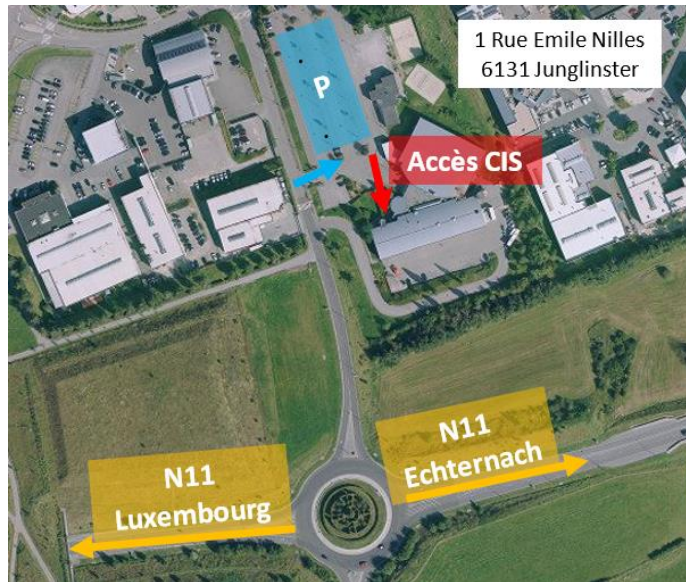 1 Rue Emile Nilles
6131 Junglinster
P
Accès CIS
N11
Echternach
N11
Luxembourg